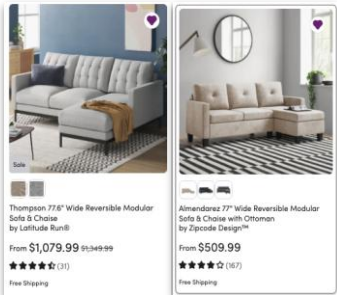 Sale
Thompson 77.6" Wide Reversible Modular
Sofa & Chaise
by Latitude Run®
From $1,079.99 $1,349.99
(31)
Free Shipping
Almendarez 77" Wide Reversible Modular
Sofa & Chaise with Ottoman
by Zipcode Design™
From $509.99
(167)
Free Shipping